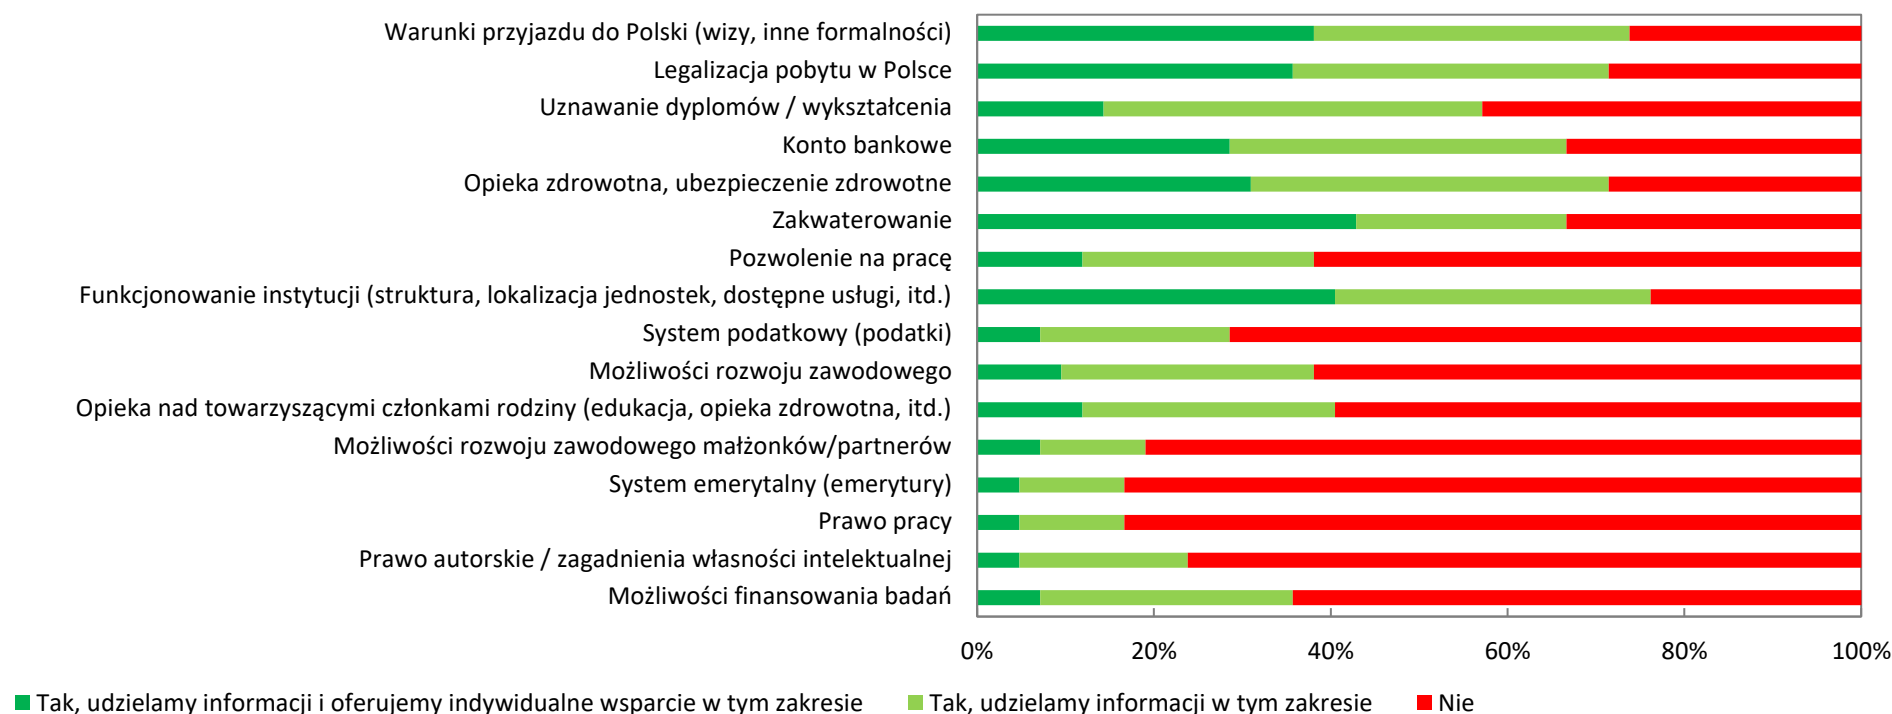 Warunki przyjazdu do Polski (wizy, inne formalności)
Legalizacja pobytu w Polsce
Uznawanie dyplomów / wykształcenia
Konto bankowe
Opieka zdrowotna, ubezpieczenie zdrowotne
Zakwaterowanie
Pozwolenie na pracę
Funkcjonowanie instytucji (struktura, lokalizacja jednostek, dostępne usługi, itd.)
System podatkowy (podatki)
Możliwości rozwoju zawodowego
Opieka nad towarzyszącymi członkami rodziny (edukacja, opieka zdrowotna, itd.)
Możliwości rozwoju zawodowego małżonków/partnerów
System emerytalny (emerytury)
Prawo pracy
Prawo autorskie / zagadnienia własności intelektualnej
Możliwości finansowania badań
0% 20% 40% 60% 80% 100%
Tak, udzielamy informacji i oferujemy indywidualne wsparcie w tym zakresie Tak, udzielamy informacji w tym zakresie Nie